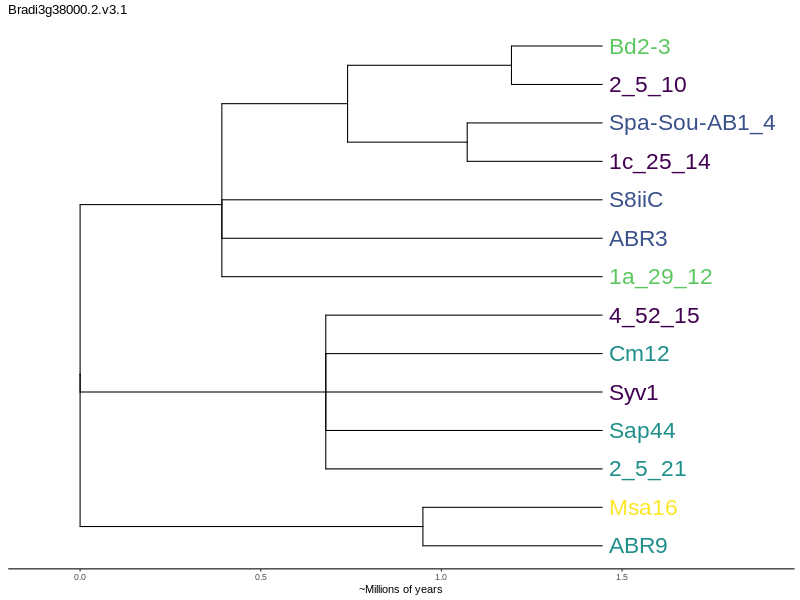 Bradi3g38000.2.v3.1
Bd2-3
2_5_10
Spa-Sou-AB1_4
1c_25_14
S8iiC
ABR3
1a_29_12
4_52_15
Cm12
Syv1
Sap44
2_5_21
Msa16
ABR9
0.0 0.5 1.0 1.5
~Millions of years